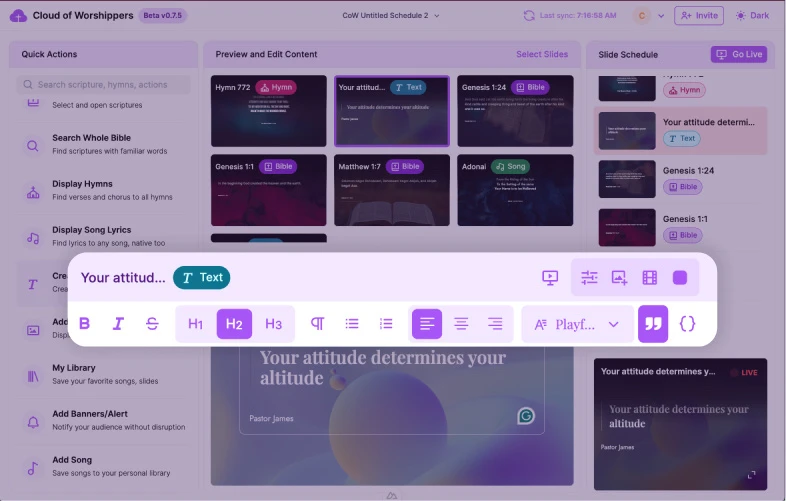 Cloud of Worshippers Beta v0.7.5
CoW Untitled Schedule 2
Last sync: 7:16:58 AM
C
Invite
Dark
Quick Actions
Search scripture, hymns, actions
Select and open scriptures
Search Whole Bible
Find scriptures with familiar words
Display Hymns
Find verses and chorus to all hymns
Display Song Lyrics
Find lyrics to any song, native too
Cre
Crea
Add
Disp
My Library
Save your favorite songs, slides
Add Banners/Alert
Notify your audience without disruption
Add Song
Save songs to your personal library
Preview and Edit Content
Select Slides
Hymn 772 Hymn
Your attitud... Text
Your attitude determines your altitude
Pastor James
Genesis 1:24 Bible
Genesis 1:1 Bible
Matthew 1:7 Bible
Adonai Song
Your attitud... T Text
B I S H1 H2 H3 Playf... {}
Your attitude determines your
altitude
Pastor James
Slide Schedule
Go Live
Hymn
Your attitude determi...
T Text
Genesis 1:24
Bible
Genesis 1:1
Bible
Your attitude determines y...
LIVE
Your attitude determines your
altitude
Pastor James